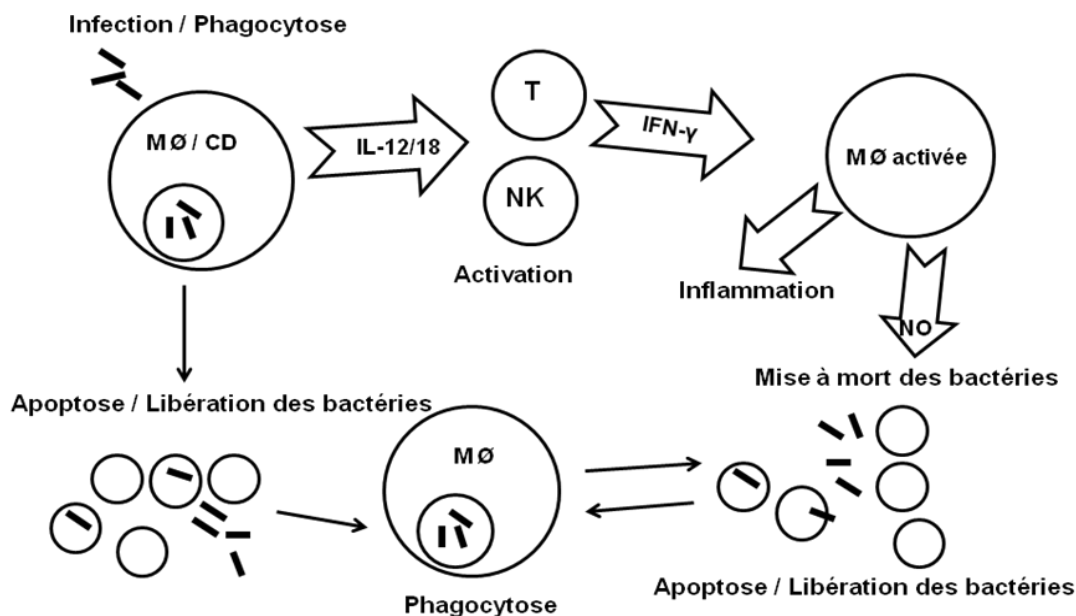 Infection / Phagocytose
MØ / CD
IL-12/18
T
NK
Activation
IFN-γ
MØ activée
Inflammation
NO
Mise à mort des bactéries
Apoptose / Libération des bactéries
MØ
Phagocytose
Apoptose / Libération des bactéries